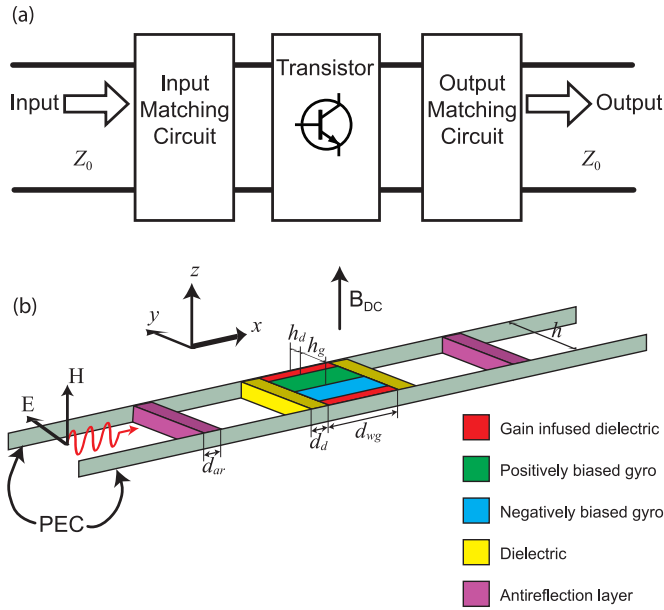 (a)
Input
Input
Matching
Circuit
Transistor
Output
Matching
Circuit
Output
Z0
Z0
(b)
z
y
x
BDC
hd
hg
h
H
E
dd
dwg
dar
PEC
Gain infused dielectric
Positively biased gyro
Negatively biased gyro
Dielectric
Antireflection layer